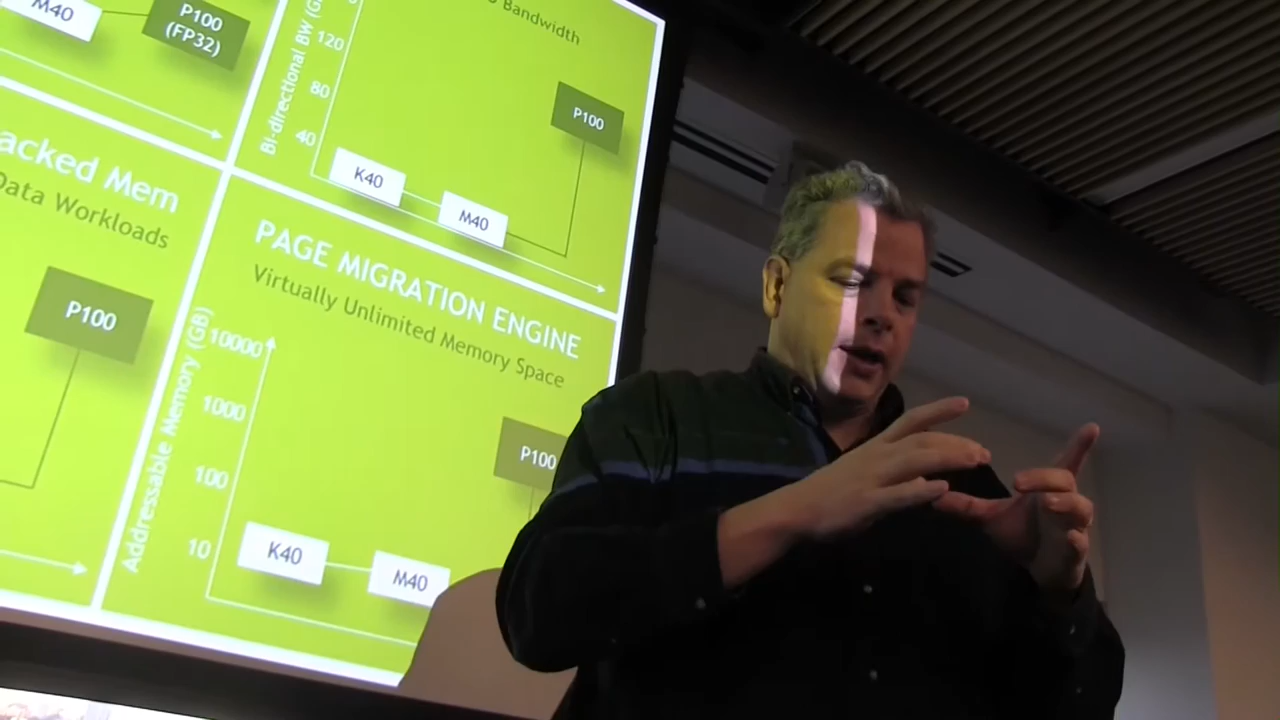 M40
P100
(FP32)
Bandwidth
Bi-directional BW
120
80
40
K40
M40
P100
Mem
Data Workloads
P100
PAGE MIGRATION ENGINE
Virtually Unlimited Memory Space
Addressable Memory (GB)
10000
1000
100
10
K40
M40
P100